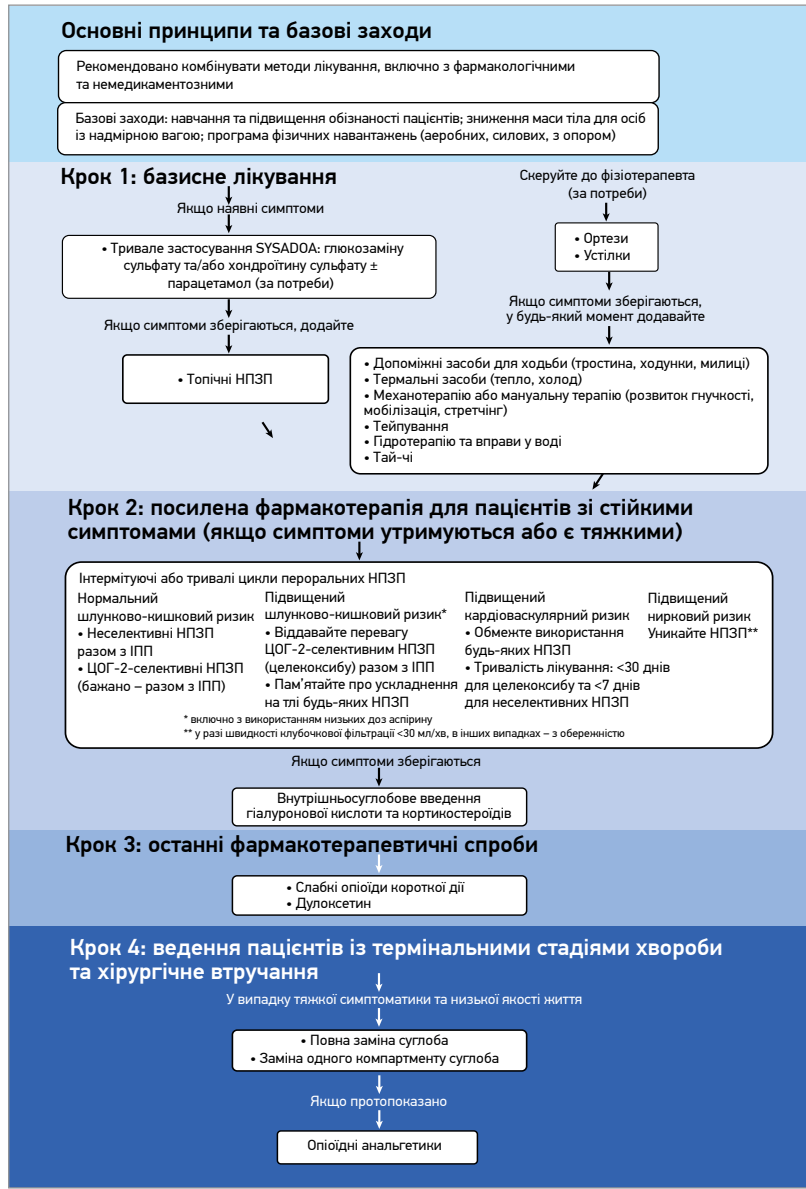 Основні принципи та базові заходи
Рекомендовано комбінувати методи лікування, включно з фармакологічними
та немедикаментозними
Базові заходи: навчання та підвищення обізнаності пацієнтів; зниження маси тіла для осіб
із надмірною вагою; програма фізичних навантажень (аеробних, силових, з опором)
Крок 1: базисне лікування
Якщо наявні симптоми
• Тривале застосування SYSADOA: глюкозаміну
сульфату та/або хондроїтину сульфату ±
парацетамол (за потреби)
Якщо симптоми зберігаються, додайте
• Топічні НПЗП
Скеруйте до фізіотерапевта
(за потреби)
• Ортези
• Устілки
Якщо симптоми зберігаються,
у будь-який момент додавайте
• Допоміжні засоби для ходьби (тростина, ходунки, милиці)
• Термальні засоби (тепло, холод)
• Механотерапію або мануальну терапію (розвиток гнучкості,
мобілізація, стретчінг)
• Тейпування
• Гідротерапію та вправи у воді
• Тай-чі
Крок 2: посилена фармакотерапія для пацієнтів зі стійкими
симптомами (якщо симптоми утримуються або є тяжкими)
Інтермітуючі або тривалі цикли пероральних НПЗП
Нормальний
шлунково-кишковий ризик
• Неселективні НПЗП
разом з ІПП
• ЦОГ-2-селективні НПЗП
(бажано – разом з ІПП)
Підвищений
шлунково-кишковий ризик*
• Віддавайте перевагу
ЦОГ-2-селективним НПЗП
(целекоксибу) разом з ІПП
• Пам’ятайте про ускладнення
на тлі будь-яких НПЗП
Підвищений
кардіоваскулярний ризик
• Обмежте використання
будь-яких НПЗП
• Тривалість лікування: <30 днів
для целекоксибу та <7 днів
для неселективних НПЗП
Підвищений
нирковий ризик
Уникайте НПЗП**
* включно з використанням низьких доз аспірину
** у разі швидкості клубочкової фільтрації <30 мл/хв, в інших випадках – з обережністю
Якщо симптоми зберігаються
Внутрішньосуглобове введення
гіалуронової кислоти та кортикостероїдів
Крок 3: останні фармакотерапевтичні спроби
• Слабкі опіоїди короткої дії
• Дулоксетин
Крок 4: ведення пацієнтів із термінальними стадіями хвороби
та хірургічне втручання
У випадку тяжкої симптоматики та низької якості життя
• Повна заміна суглоба
• Заміна одного компартменту суглоба
Якщо протопоказано
Опіоїдні анальгетики